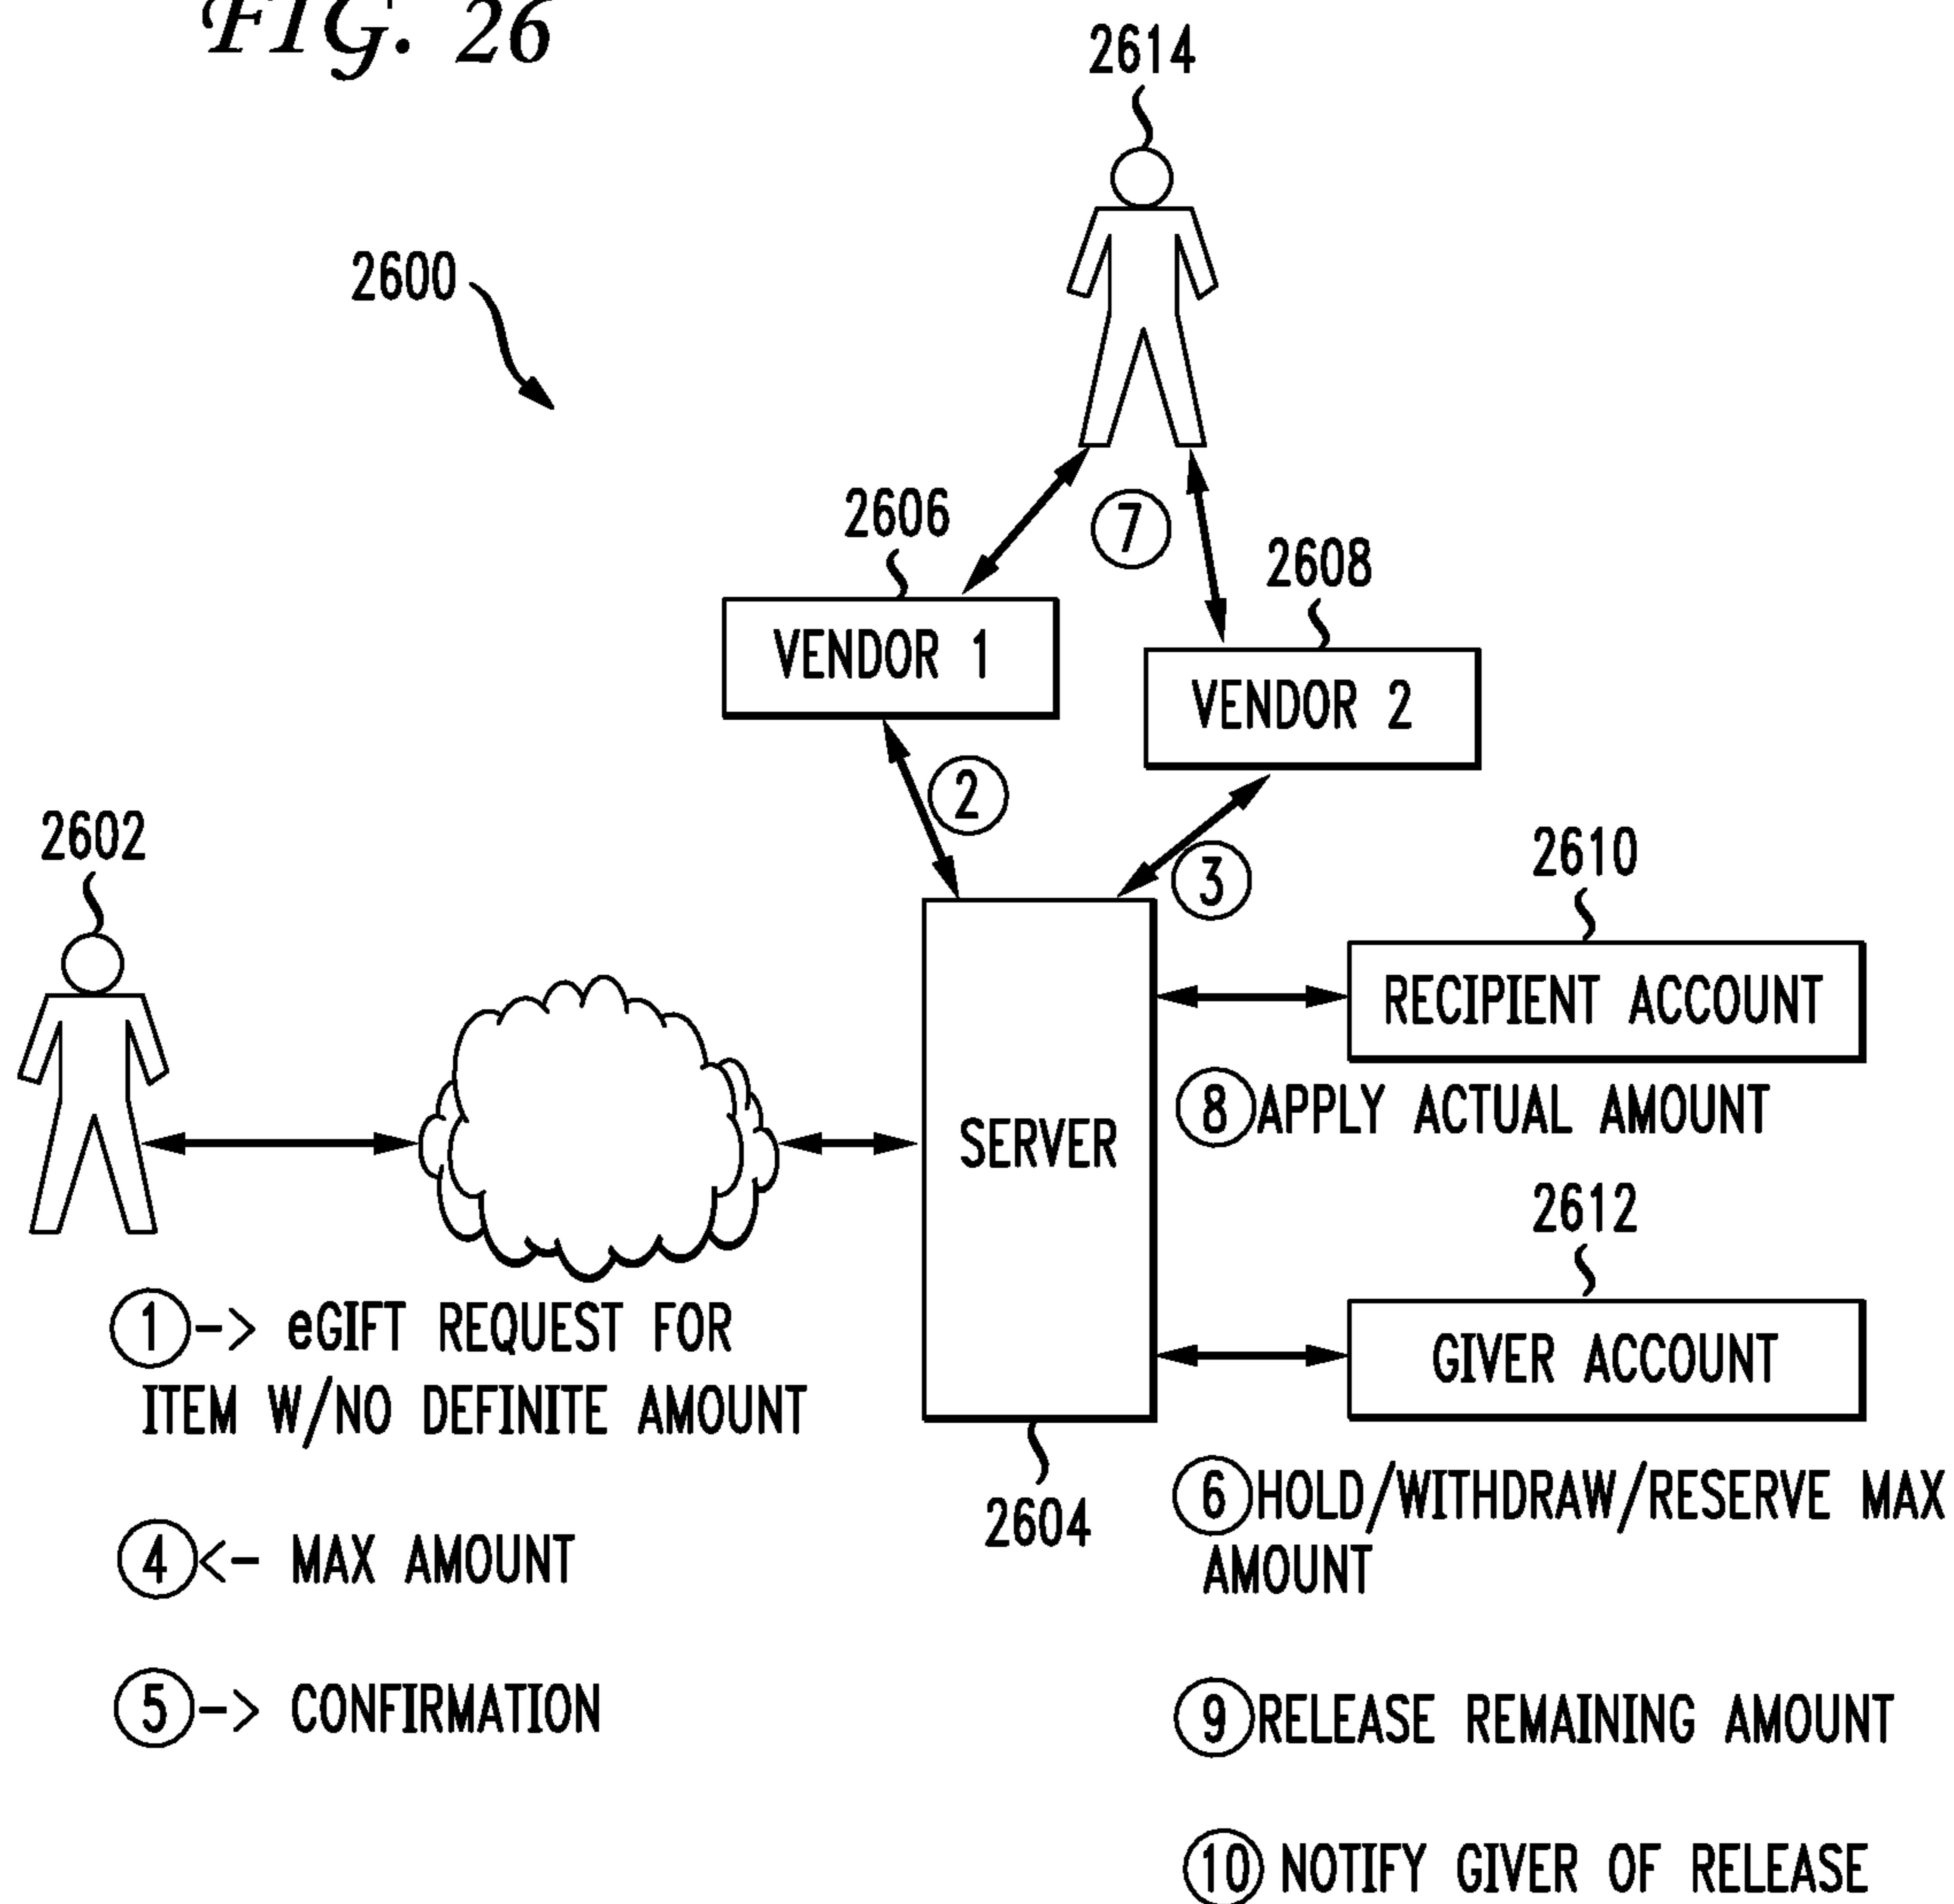 FIG. 26
2614
2600
2606
7
2608
VENDOR 1
VENDOR 2
2
2602
3
2610
RECIPIENT ACCOUNT
8 APPLY ACTUAL AMOUNT
SERVER
2612
GIVER ACCOUNT
1 -> eGIFT REQUEST FOR
ITEM W/NO DEFINITE AMOUNT
2604
6 HOLD/WITHDRAW/RESERVE MAX
AMOUNT
4 <- MAX AMOUNT
5 -> CONFIRMATION
9 RELEASE REMAINING AMOUNT
10 NOTIFY GIVER OF RELEASE